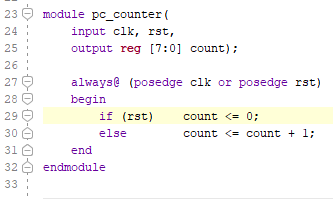 23 module pc_counter(
24     input clk, rst,
25     output reg [7:0] count);
26
27     always@ (posedge clk or posedge rst)
28     begin
29         if (rst)    count <= 0;
30         else        count <= count + 1;
31     end
32 endmodule
33